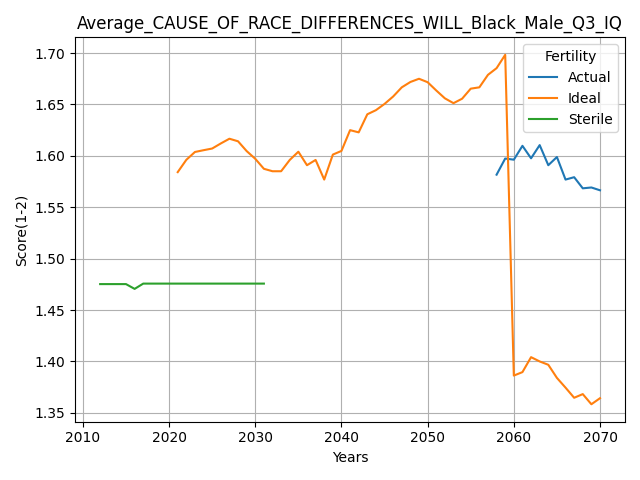 Average_CAUSE_OF_RACE_DIFFERENCES_WILL_Black_Male_Q3_IQ
Fertility
Actual
Ideal
Sterile
Score(1-2)
1.70
1.65
1.60
1.55
1.50
1.45
1.40
1.35
2010 2020 2030 2040 2050 2060 2070
Years